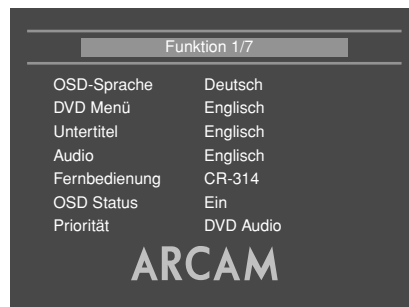 Funktion 1/7
OSD-Sprache Deutsch
DVD Menü Englisch
Untertitel Englisch
Audio Englisch
Fernbedienung CR-314
OSD Status Ein
Priorität DVD Audio
ARCAM